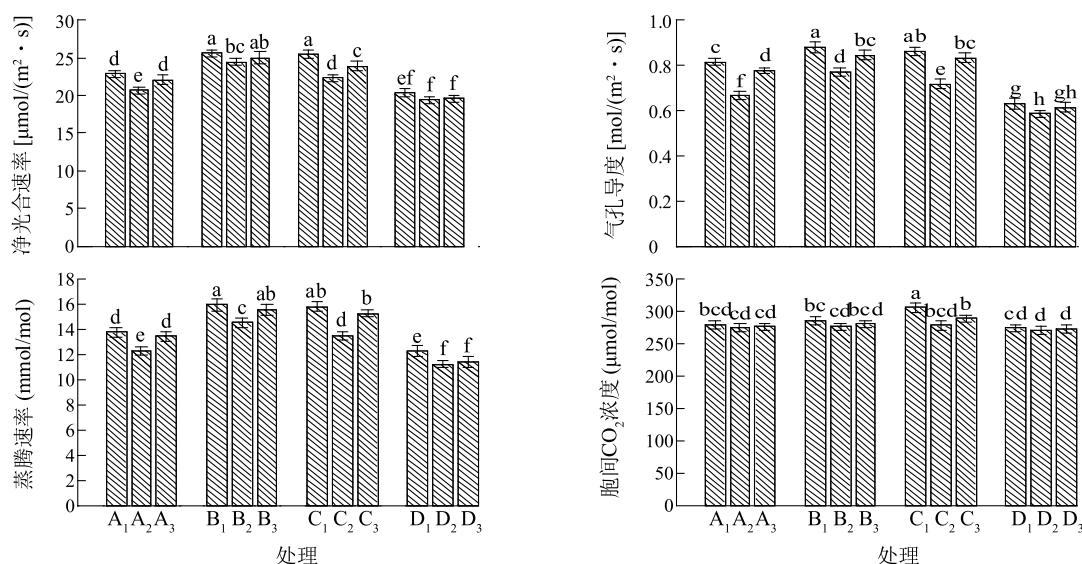 净光合速率 [μmol/(m²·s)]
30
25
20
15
10
5
0
d e d a bc ab a d c ef f f
气孔导度 [mol/(m²·s)]
1.0
0.8
0.6
0.4
0.2
0
c f d a d bc ab e bc g h gh
蒸腾速率 (mmol/mol)
18
16
14
12
10
8
6
4
2
0
d e d a c ab ab d b e f f
A₁ A₂ A₃ B₁ B₂ B₃ C₁ C₂ C₃ D₁ D₂ D₃
处理
胞间CO₂浓度 (μmol/mol)
350
300
250
200
150
100
50
0
bcd cd cd bc cd bcd a bcd b cd d d
A₁ A₂ A₃ B₁ B₂ B₃ C₁ C₂ C₃ D₁ D₂ D₃
处理